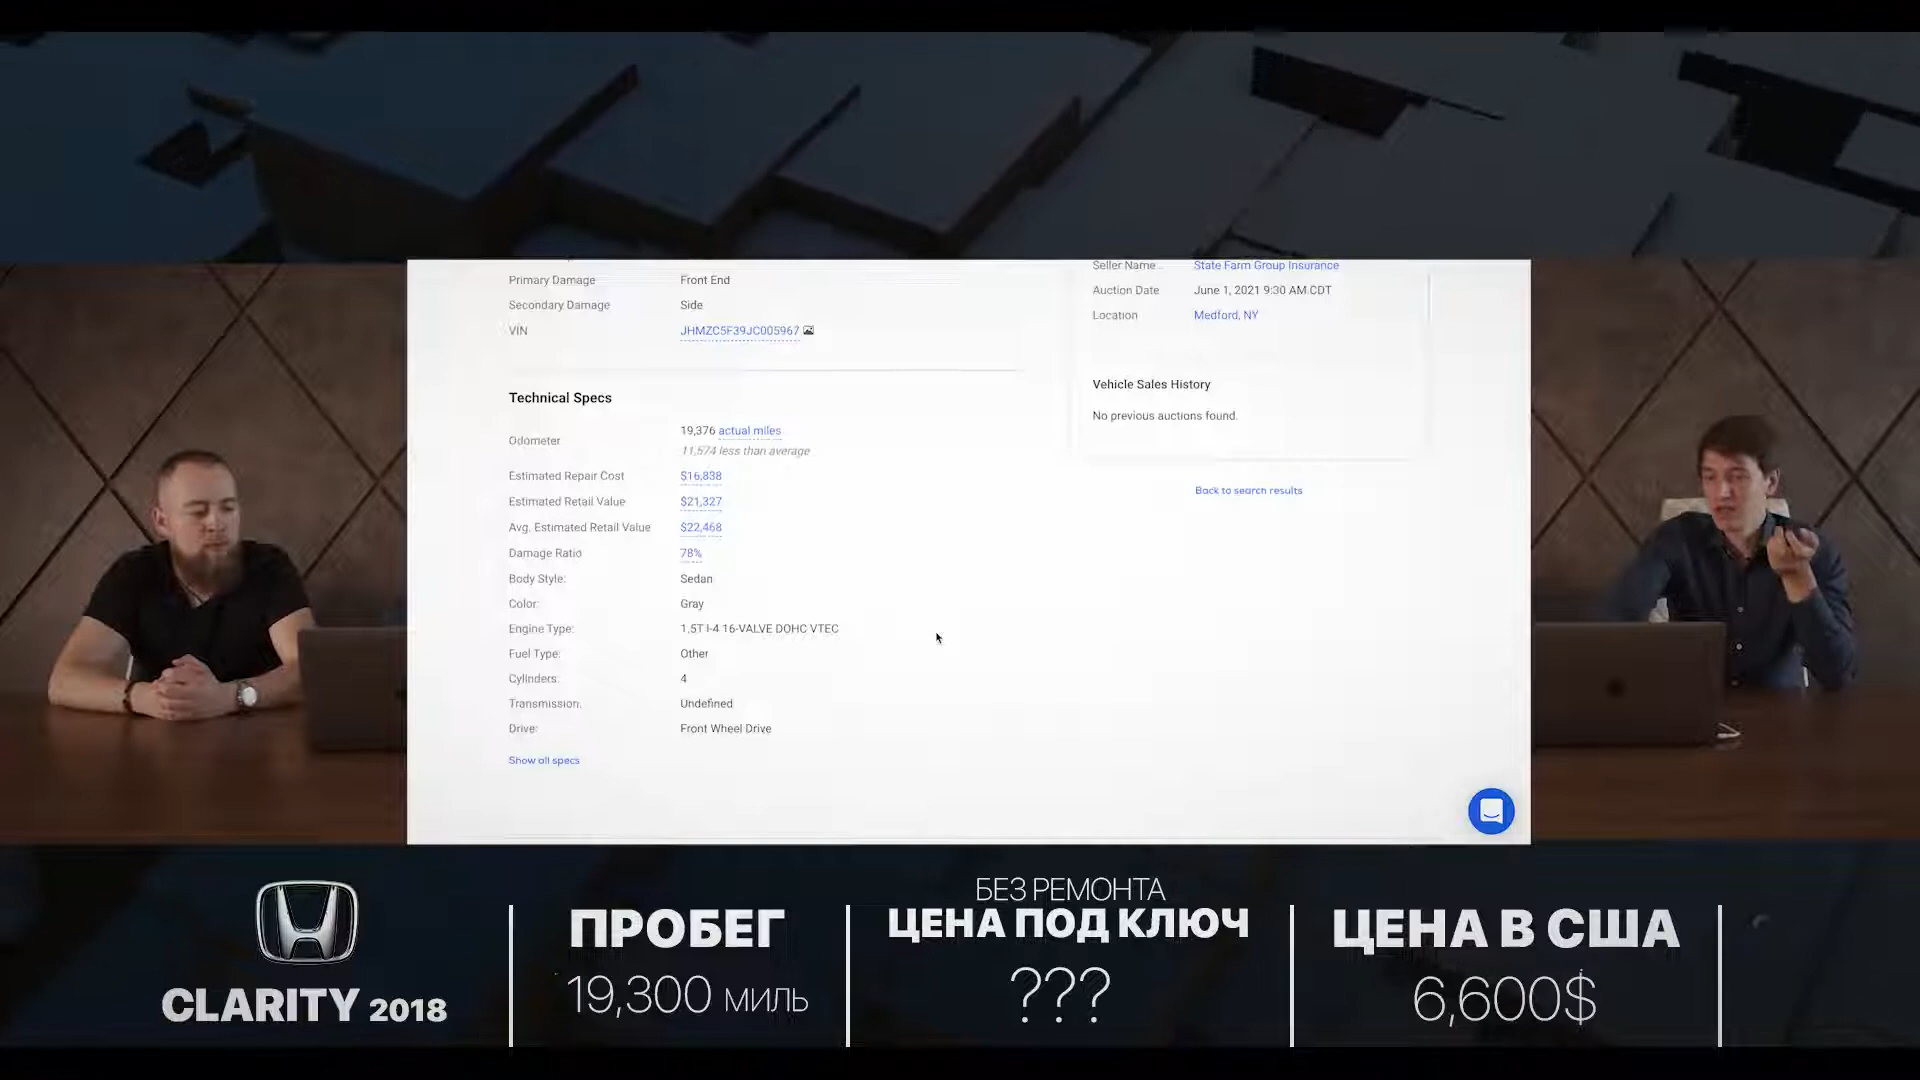 Primary Damage Front End
Secondary Damage Side
VIN JHMZC5F39JC005967
Technical Specs
Odometer 19,376 actual miles
11,574 less than average
Estimated Repair Cost $16,838
Estimated Retail Value $21,327
Avg. Estimated Retail Value $22,468
Damage Ratio 78%
Body Style: Sedan
Color: Gray
Engine Type: 1.5T I-4 16-VALVE DOHC VTEC
Fuel Type: Other
Cylinders: 4
Transmission: Undefined
Drive: Front Wheel Drive
Show all specs
Seller Name State Farm Group Insurance
Auction Date June 1, 2021 9:30 AM CDT
Location Medford, NY
Vehicle Sales History
No previous auctions found.
Back to search results
CLARITY 2018
ПРОБЕГ
19,300 МИЛЬ
БЕЗ РЕМОНТА
ЦЕНА ПОД КЛЮЧ
???
ЦЕНА В США
6,600$